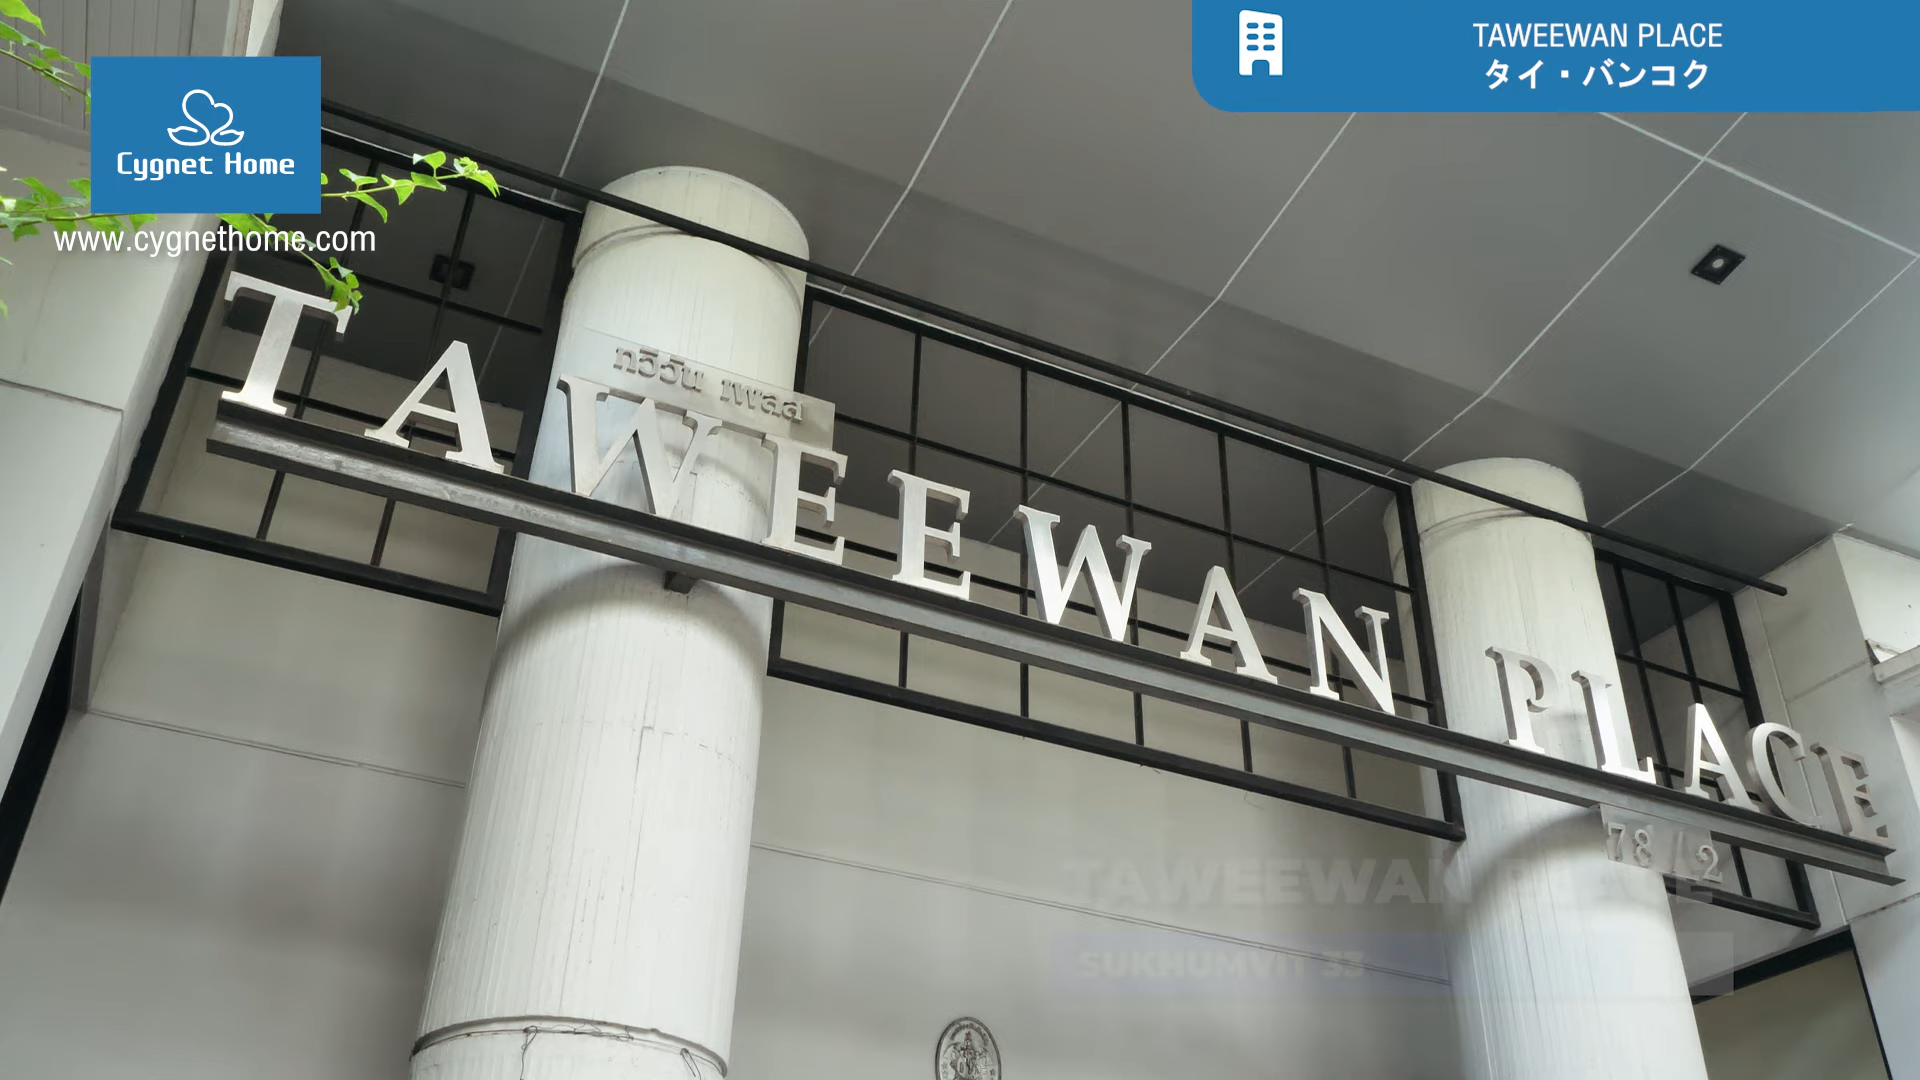 TAWEEWAN PLACE
タイ・バンコク
Cygnet Home
www.cygnethome.com
ทวีวัน เพลส
TAWEEWAN PLACE
78/2
TAWEEWAN PLACE
SUKHUMVIT 33